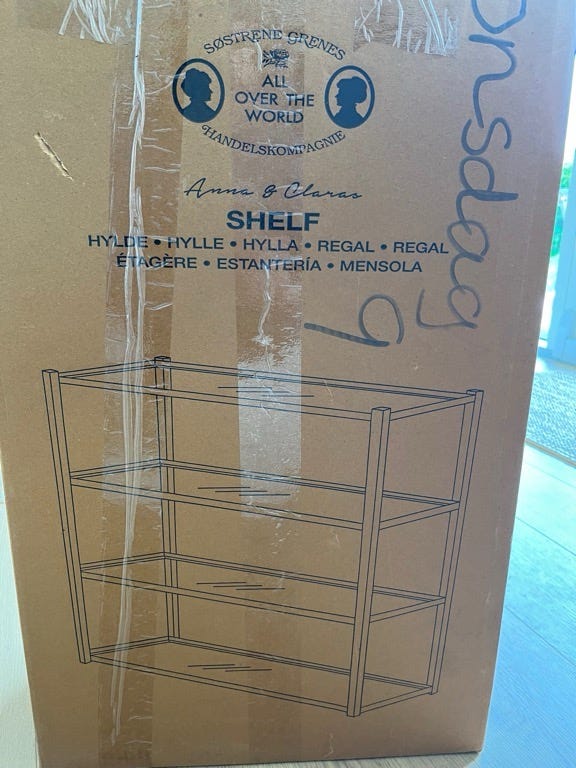 SØSTRENE GRENES
ALL
OVER THE
WORLD
HANDELSKOMPAGNIE
Anna & Claras
SHELF
HYLDE • HYLLE • HYLLA • REGAL • REGAL
ÉTAGÈRE • ESTANTERÍA • MENSOLA
onsdag
9